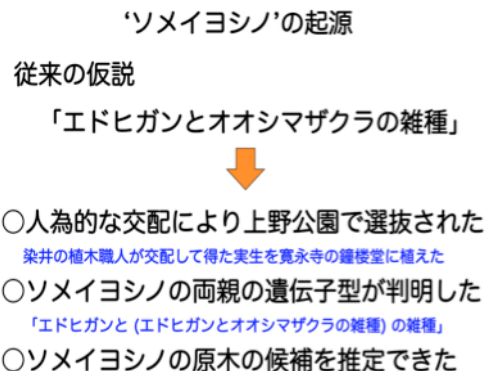 ‘ソメイヨシノ’の起源
従来の仮説
「エドヒガンとオオシマザクラの雑種」
○人為的な交配により上野公園で選抜された
染井の植木職人が交配して得た実生を寛永寺の鐘楼堂に植えた
○ソメイヨシノの両親の遺伝子型が判明した
「エドヒガンと (エドヒガンとオオシマザクラの雑種) の雑種」
○ソメイヨシノの原木の候補を推定できた